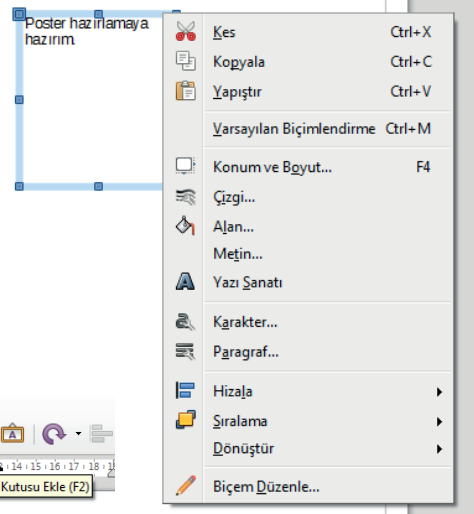 Poster hazırlamaya
hazırım.
Kes Ctrl+X
Kopyala Ctrl+C
Yapıştır Ctrl+V
Varsayılan Biçimlendirme Ctrl+M
Konum ve Boyut... F4
Çizgi...
Alan...
Metin...
Yazı Sanatı
Karakter...
Paragraf...
Hizala
Sıralama
Dönüştür
Biçem Düzenle...
A
14 15 16 17 18
Kutusu Ekle (F2)